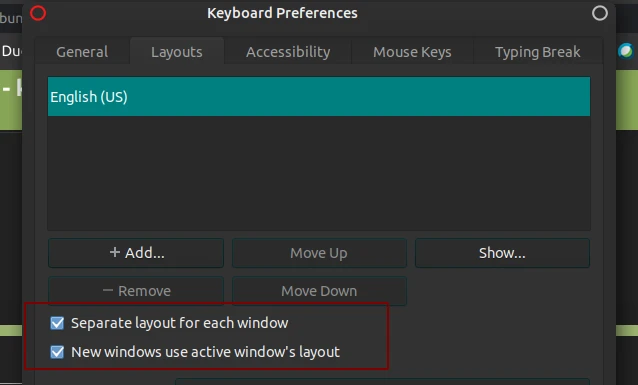 Keyboard Preferences
General Layouts Accessibility Mouse Keys Typing Break
English (US)
+ Add... Move Up Show...
− Remove Move Down
Separate layout for each window
New windows use active window's layout